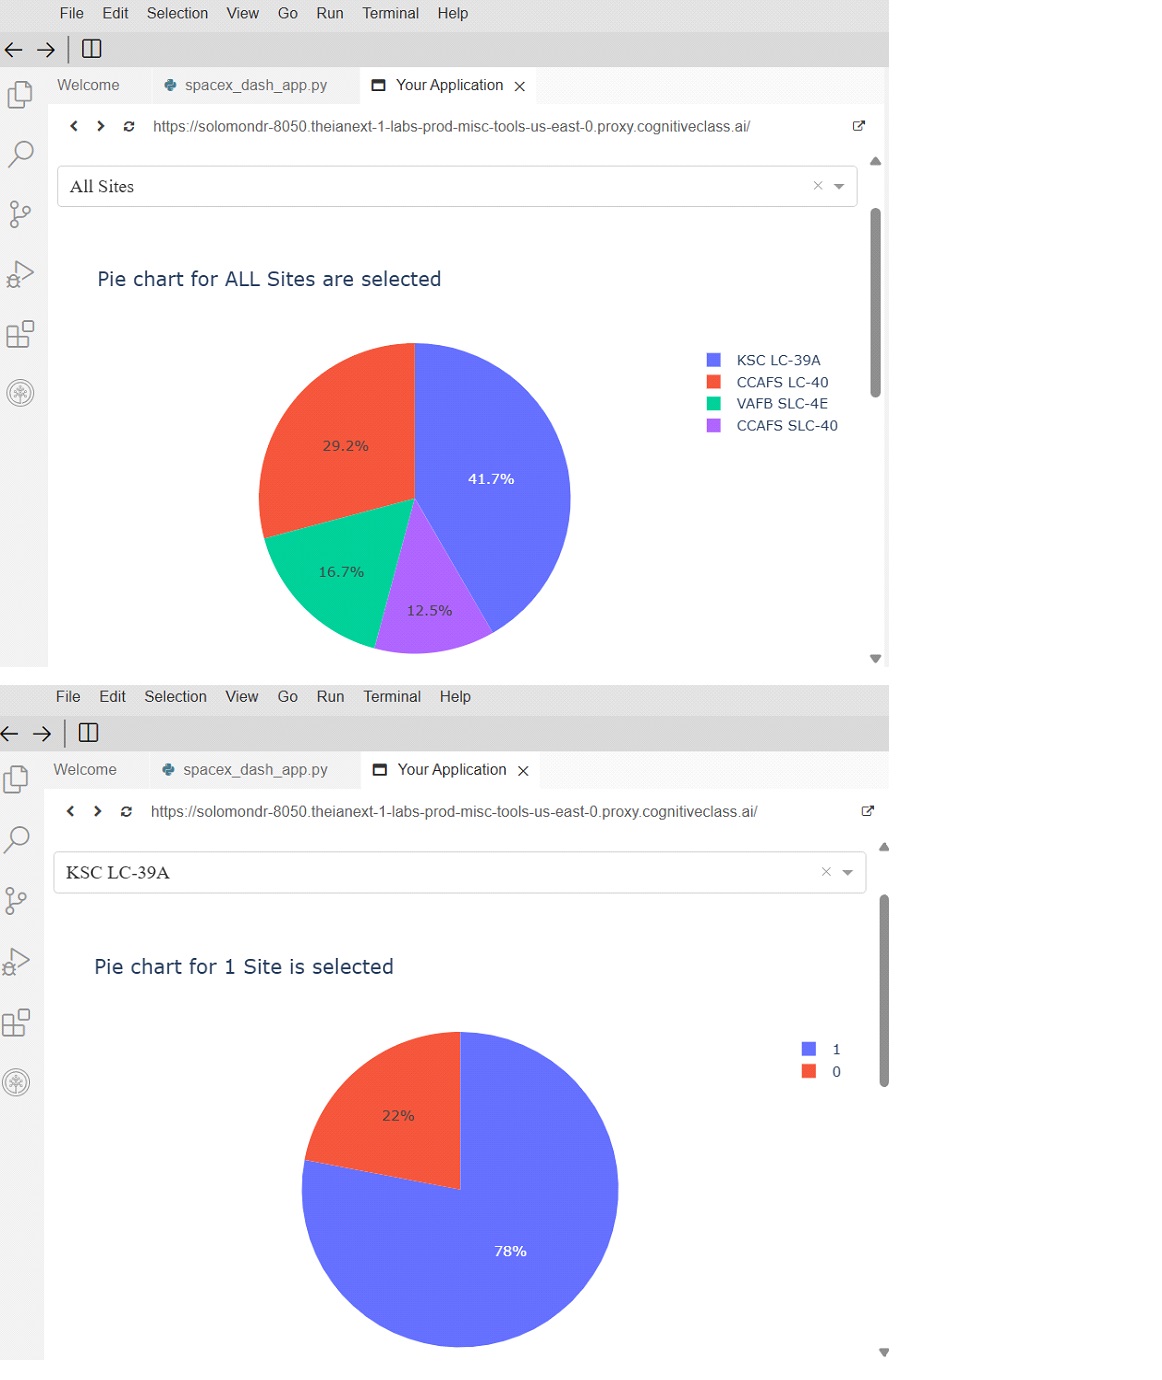 File Edit Selection View Go Run Terminal Help
Welcome spacex_dash_app.py Your Application
https://solomondr-8050.theianext-1-labs-prod-misc-tools-us-east-0.proxy.cognitiveclass.ai/
All Sites
Pie chart for ALL Sites are selected
KSC LC-39A
CCAFS LC-40
VAFB SLC-4E
CCAFS SLC-40
29.2%
41.7%
16.7%
12.5%
File Edit Selection View Go Run Terminal Help
Welcome spacex_dash_app.py Your Application
https://solomondr-8050.theianext-1-labs-prod-misc-tools-us-east-0.proxy.cognitiveclass.ai/
KSC LC-39A
Pie chart for 1 Site is selected
1
0
22%
78%